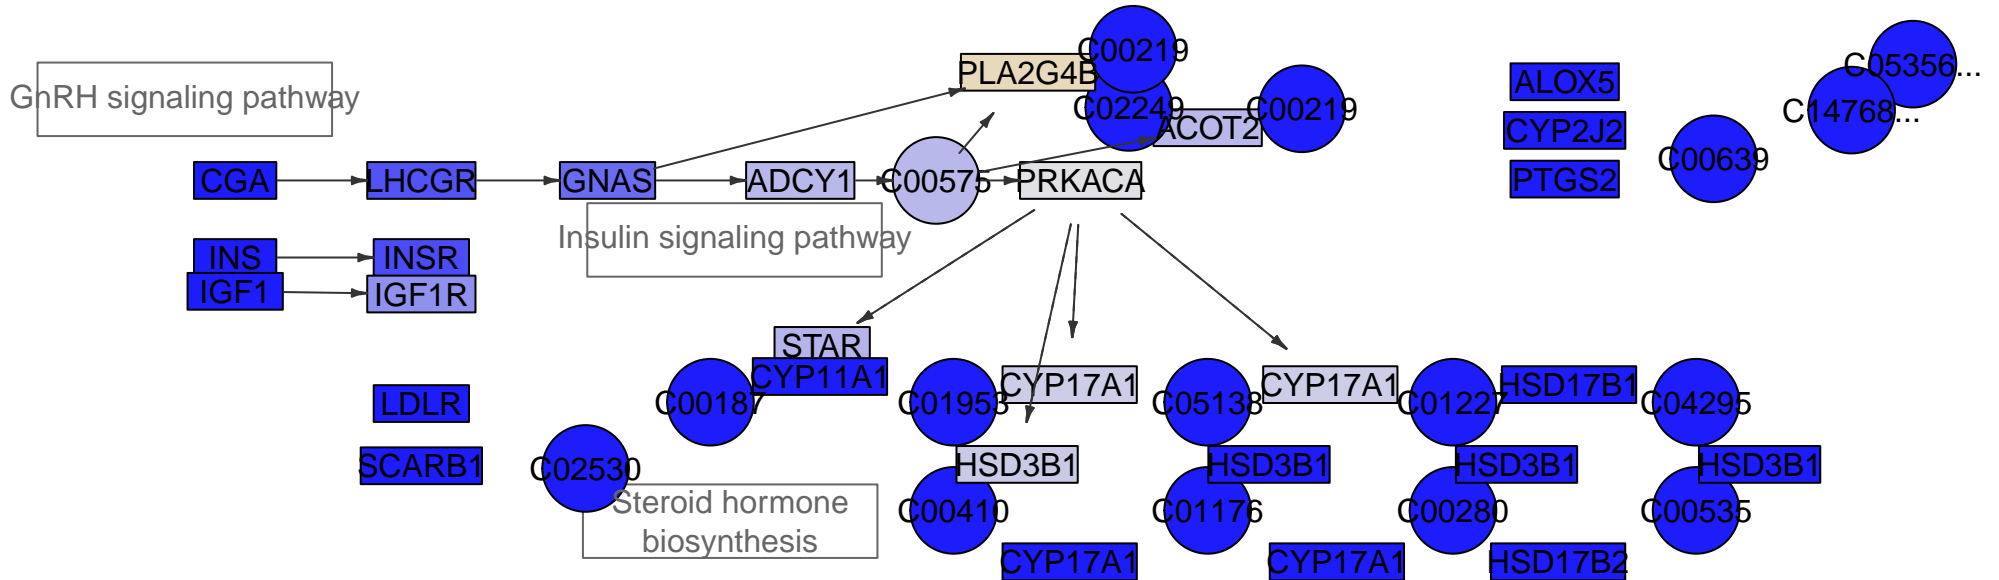 C00219
C05356...
PLA2G4B
ALOX5
GnRH signaling pathway
C02249
C00219
C14768...
ACOT2
CYP2J2
C00639
CGA
LHCGR
GNAS
ADCY1
C00575
PRKACA
PTGS2
Insulin signaling pathway
INS
INSR
IGF1
IGF1R
STAR
CYP11A1
CYP17A1
CYP17A1
HSD17B1
LDLR
C00187
C01953
C05138
C01227
C04295
SCARB1
C02530
HSD3B1
HSD3B1
HSD3B1
HSD3B1
Steroid hormone
biosynthesis
C00410
C01176
C00280
C00535
CYP17A1
CYP17A1
HSD17B2